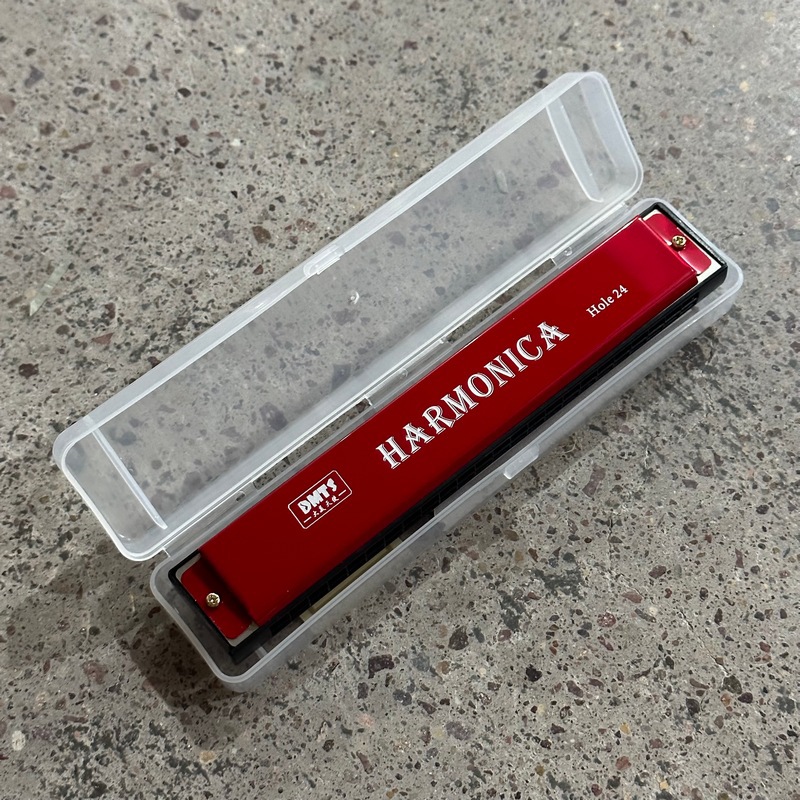 HARMONICA
Hole 24
DMTS